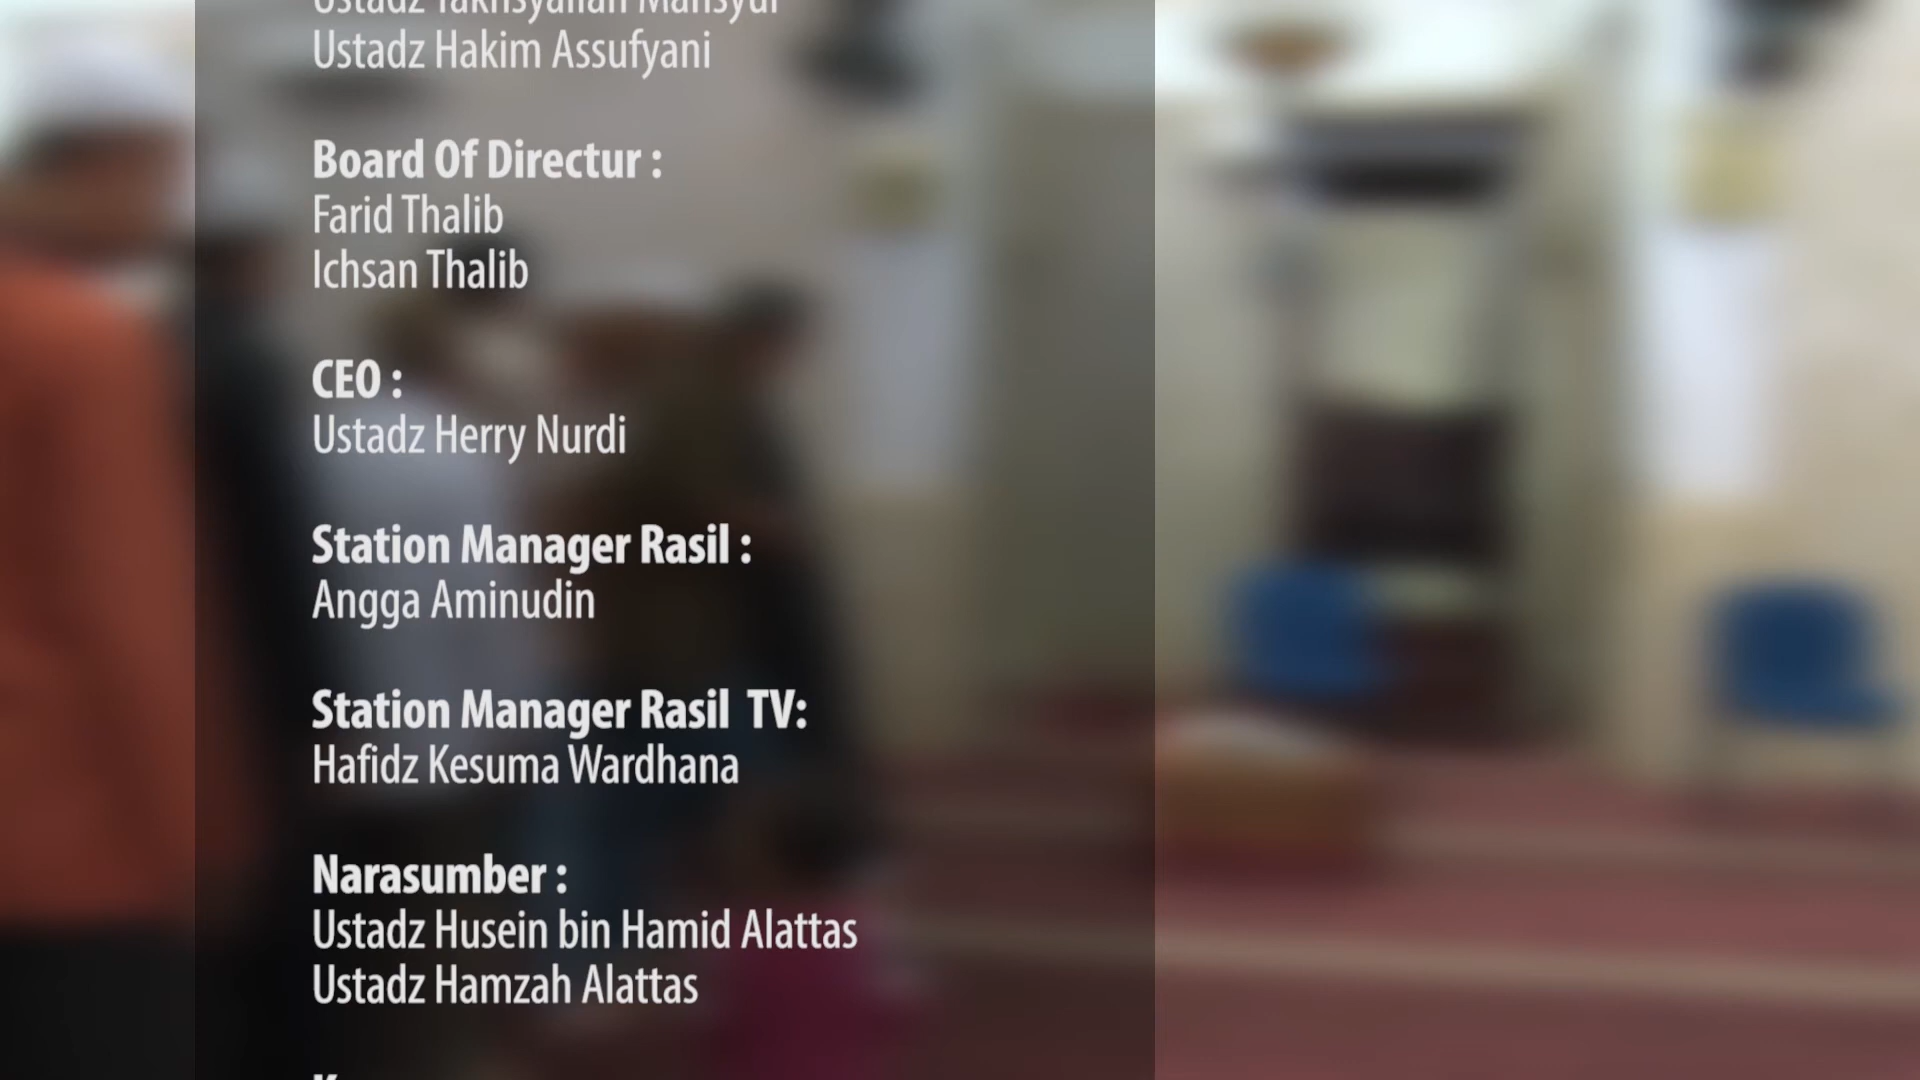 Ustadz Hakim Assufyani
Board Of Directur :
Farid Thalib
Ichsan Thalib
CEO :
Ustadz Herry Nurdi
Station Manager Rasil :
Angga Aminudin
Station Manager Rasil TV:
Hafidz Kesuma Wardhana
Narasumber :
Ustadz Husein bin Hamid Alattas
Ustadz Hamzah Alattas